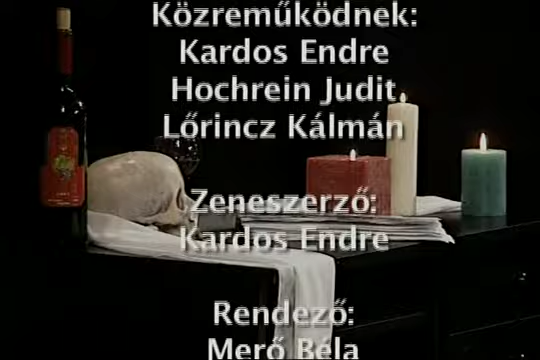 Közreműködnek:
Kardos Endre
Hochrein Judit
Lőrincz Kálmán
Zeneszerző:
Kardos Endre
Rendező:
Merő Béla